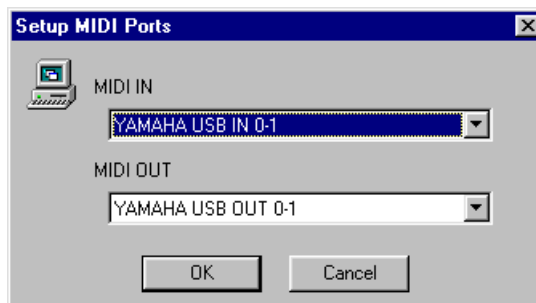 Setup MIDI Ports
MIDI IN
YAMAHA USB IN 0-1
MIDI OUT
YAMAHA USB OUT 0-1
OK Cancel